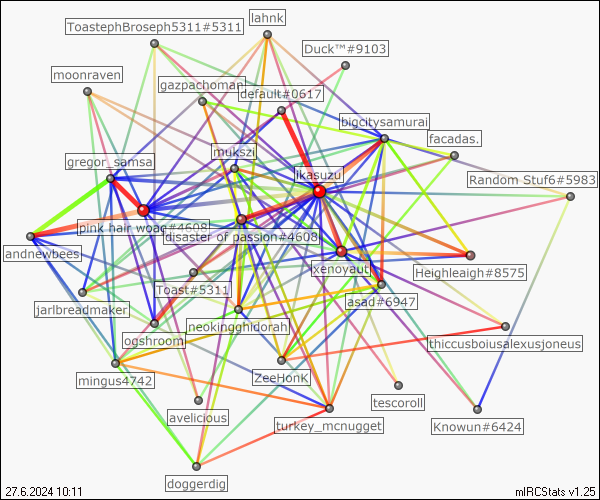 lahnk
ToastephBroseph5311#5311
Duck™#9103
moonraven
gazpachoman
default#0617
bigcitysamurai
facadas.
mukszi
gregor_samsa
ikasuzu
Random Stuf6#5983
pink hair woag#4608
disaster of passion#4608
andnewbees
xenoyaut
Heighleaigh#8575
Toast#5311
asad#6947
jarlbreadmaker
neokingghidorah
ogshroom
thiccusboiusalexusjoneus
ZeeHonK
mingus4742
tescoroll
avelicious
turkey_mcnugget
Knowun#6424
doggerdig
27.6.2024 10:11
mIRCStats v1.25